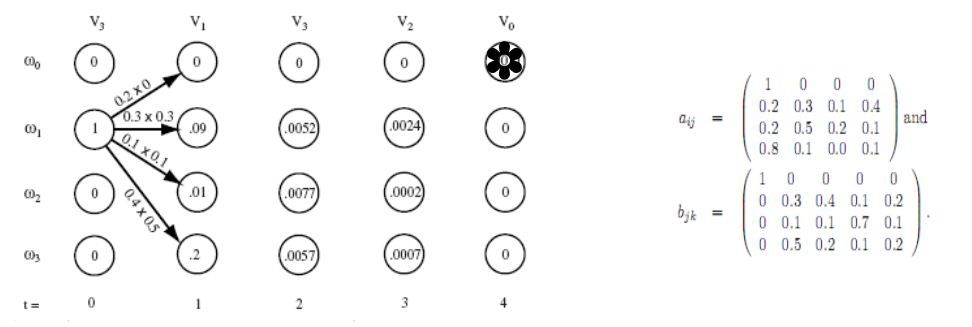 V₃ V₁ V₃ V₂ V₀
ω₀ 0 0 0 0 0
0.2 x 0
ω₁ 1 0.3 x 0.3 .09 .0052 .0024 0
0.1 x 0.1
ω₂ 0 .01 .0077 .0002 0
0.4 x 0.5
ω₃ 0 .2 .0057 .0007 0
t = 0 1 2 3 4
1 0 0 0
0.2 0.3 0.1 0.4
aᵢⱼ = and
0.2 0.5 0.2 0.1
0.8 0.1 0.0 0.1
1 0 0 0 0
0 0.3 0.4 0.1 0.2
bⱼₖ = .
0 0.1 0.1 0.7 0.1
0 0.5 0.2 0.1 0.2